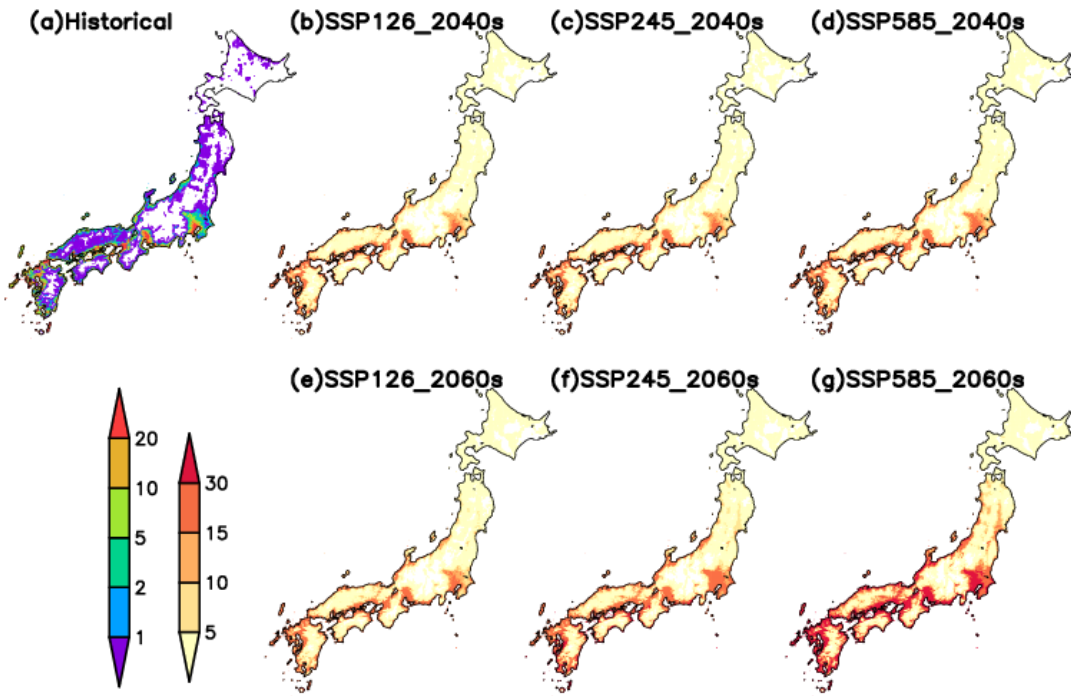 (a)Historical
(b)SSP126_2040s
(c)SSP245_2040s
(d)SSP585_2040s
(e)SSP126_2060s
(f)SSP245_2060s
(g)SSP585_2060s
20
10
5
2
1
30
15
10
5